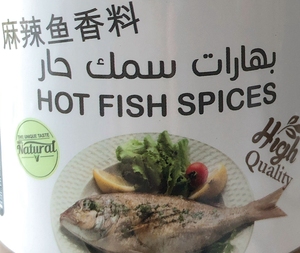 麻辣鱼香料
بهارات سمك حار
HOT FISH SPICES
Natural
High
Quality